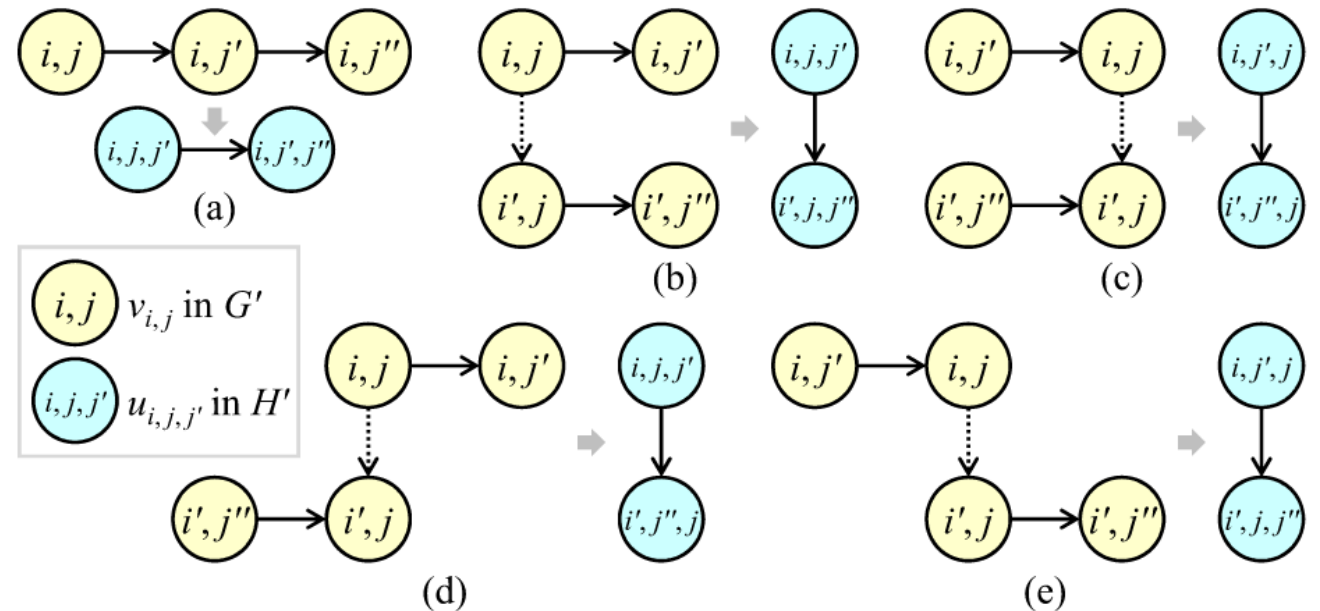 i,j
i,j'
i,j''
i,j,j'
i,j',j''
(a)
i,j
i,j'
i,j,j'
i',j
i',j''
i',j,j''
(b)
i,j'
i,j
i,j',j
i',j''
i',j
i',j'',j
(c)
i,j v_{i,j} in G'
i,j,j' u_{i,j,j'} in H'
i,j
i,j'
i,j,j'
i',j''
i',j
i',j'',j
(d)
i,j'
i,j
i,j',j
i',j
i',j''
i',j,j''
(e)